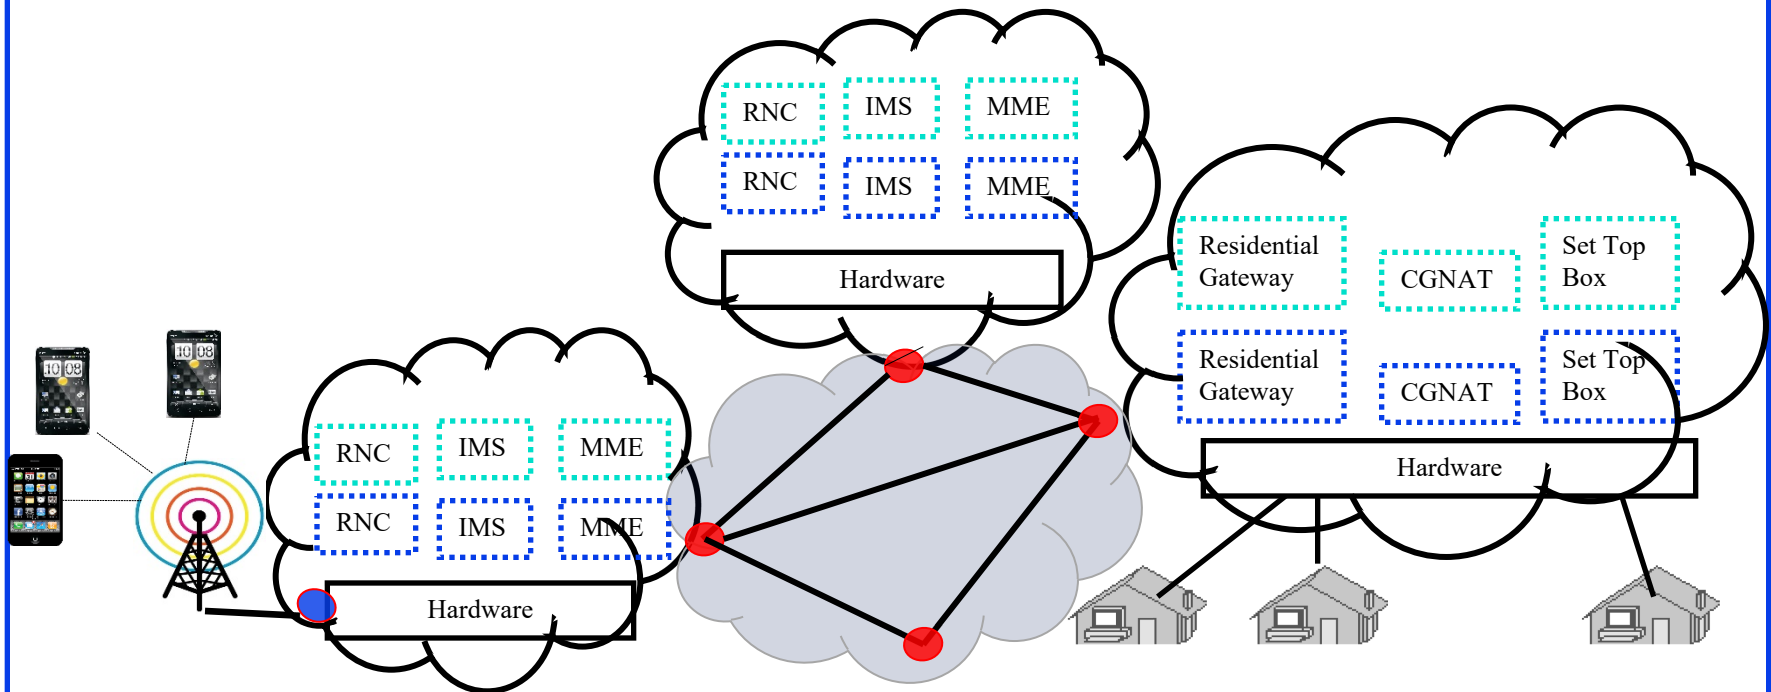 RNC
IMS
MME
RNC
IMS
MME
Hardware
Residential
Gateway
CGNAT
Set Top
Box
Residential
Gateway
CGNAT
Set Top
Box
Hardware
10 08
10 08
RNC
IMS
MME
RNC
IMS
MME
Hardware